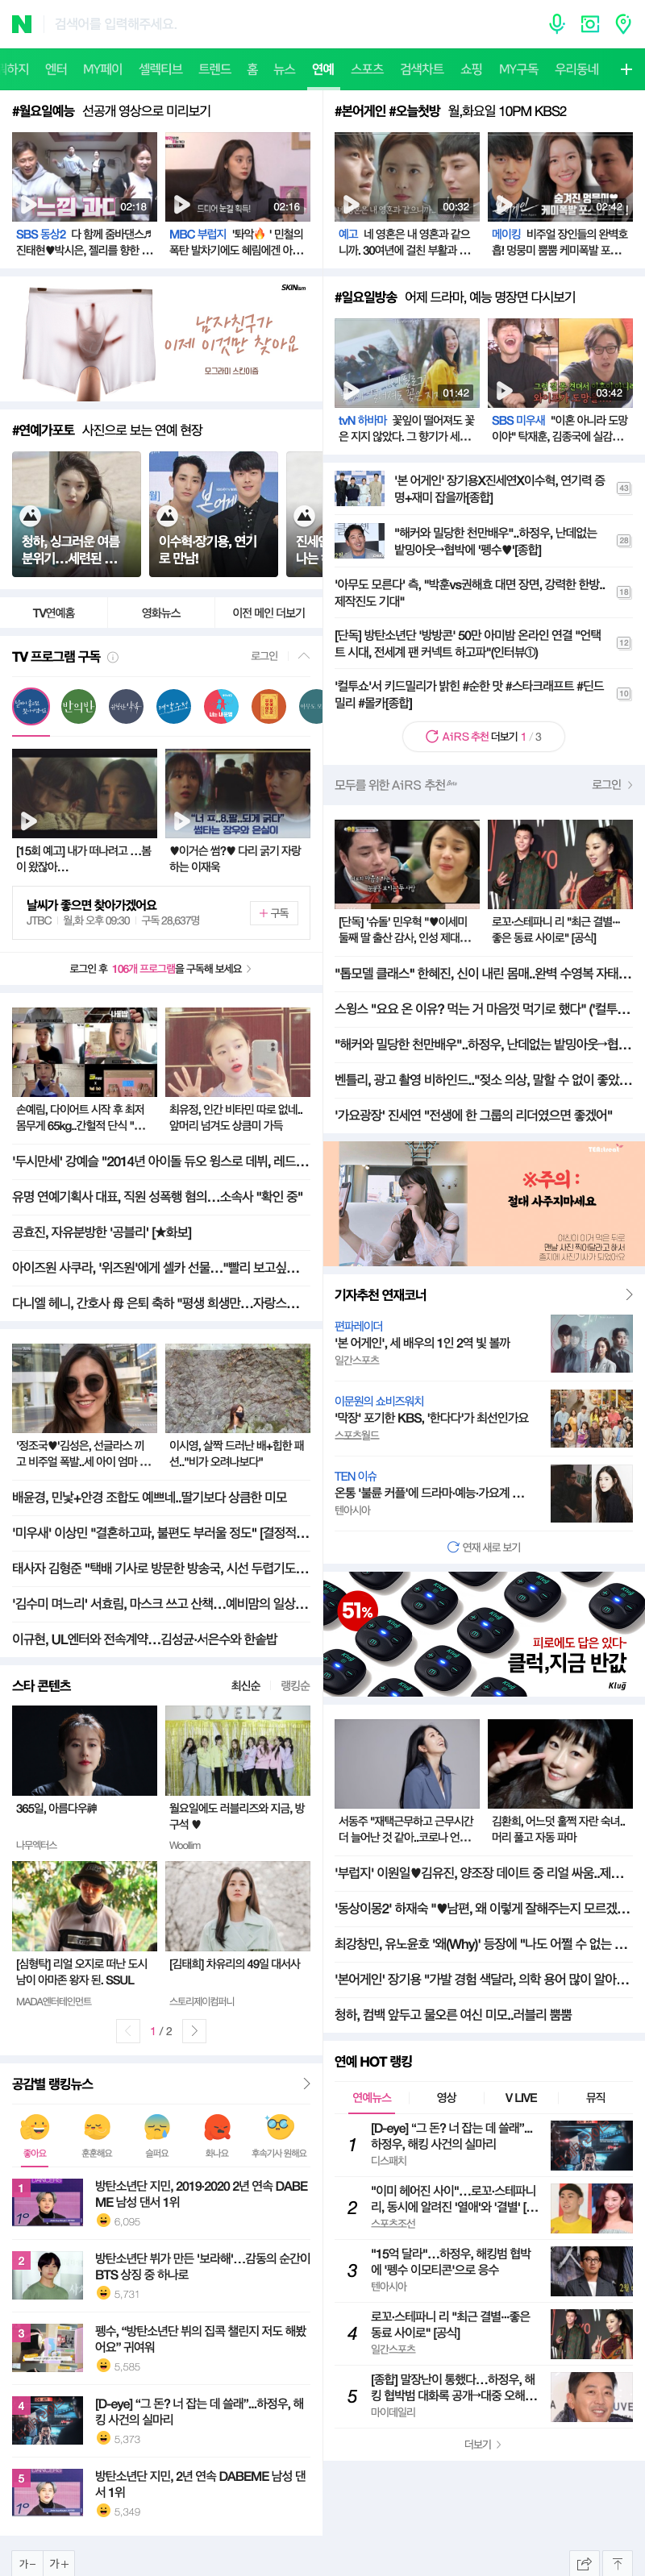 N
검색어를 입력해주세요.
엔터
MY페이
셀렉티브
트렌드
홈
뉴스
연예
스포츠
검색차트
쇼핑
MY구독
우리동네
#월요일예능 선공개 영상으로 미리보기
02:18
드디어 눈길 획득!
02:16
SBS 동상2 다 함께 줌바댄스♬
진태현♥박시은, 젤리를 향한 …
MBC 부럽지 '퐈악🔥' 민철의
폭탄 발차기에도 혜림에겐 아…
SKINism
남자친구가
이제 이것만 찾아요
모그라미 스킨이즘
#연예가포토 사진으로 보는 연예 현장
청하, 싱그러운 여름
분위기…세련된 …
이수혁·장기용, 연기
로 만남!
TV연예홈
영화뉴스
이전 메인 더보기
TV 프로그램 구독
로그인
반의반
[15회 예고] 내가 떠나려고 …봄
이 왔잖아…
♥이거슨 썸?♥ 다리 긁기 자랑
하는 이재욱
날씨가 좋으면 찾아가겠어요
JTBC | 월,화 오후 09:30 | 구독 28,637명
+ 구독
로그인 후 106개 프로그램을 구독해 보세요
손예림, 다이어트 시작 후 최저
몸무게 65kg..간헐적 단식 "…
최유정, 인간 비타민 따로 없네..
앞머리 넘겨도 상큼미 가득
'두시만세' 강예슬 "2014년 아이돌 듀오 윙스로 데뷔, 레드…
유명 연예기획사 대표, 직원 성폭행 혐의…소속사 "확인 중"
공효진, 자유분방한 '공블리' [★화보]
아이즈원 사쿠라, '위즈원'에게 셀카 선물…"빨리 보고싶…
다니엘 헤니, 간호사 母 은퇴 축하 "평생 희생만…자랑스…
'정조국♥'김성은, 선글라스 끼
고 비주얼 폭발..세 아이 엄마 …
이시영, 살짝 드러난 배+힙한 패
션.."비가 오려나보다"
배윤경, 민낯+안경 조합도 예쁘네..딸기보다 상큼한 미모
'미우새' 이상민 "결혼하고파, 불편도 부러울 정도" [결정적…
태사자 김형준 "택배 기사로 방문한 방송국, 시선 두렵기도…
'김수미 며느리' 서효림, 마스크 쓰고 산책…예비맘의 일상…
이규현, UL엔터와 전속계약…김성균·서은수와 한솥밥
스타 콘텐츠
최신순
랭킹순
LOVELYZ
365일, 아름다우神
나무엑터스
월요일에도 러블리즈와 지금, 방
구석 ♥
Woollim
[심형탁] 리얼 오지로 떠난 도시
남이 아마존 왕자 된. SSUL
MADA엔터테인먼트
[김태희] 차유리의 49일 대서사
스토리제이컴퍼니
1 / 2
공감별 랭킹뉴스
좋아요
훈훈해요
슬퍼요
화나요
후속기사 원해요
1
방탄소년단 지민, 2019·2020 2년 연속 DABE
ME 남성 댄서 1위
6,095
2
방탄소년단 뷔가 만든 '보라해'…감동의 순간이
BTS 상징 중 하나로
5,731
3
펭수, “방탄소년단 뷔의 집콕 챌린지 저도 해봤
어요” 귀여워
5,585
4
[D-eye] “그 돈? 너 잡는 데 쓸래”…하정우, 해
킹 사건의 실마리
5,373
5
방탄소년단 지민, 2년 연속 DABEME 남성 댄
서 1위
5,349
가-
가+
#본어게인 #오늘첫방 월,화요일 10PM KBS2
00:32
숨겨진 멍뭉미♥
케미폭발 포…
02:42
예고 네 영혼은 내 영혼과 같으
니까. 30여년에 걸친 부활과 …
메이킹 비주얼 장인들의 완벽호
흡! 멍뭉미 뿜뿜 케미폭발 포…
#일요일방송 어제 드라마, 예능 명장면 다시보기
01:42
03:42
tvN 하바마 꽃잎이 떨어져도 꽃
은 지지 않았다. 그 향기가 세…
SBS 미우새 "이혼 아니라 도망
이야" 탁재훈, 김종국에 실감…
'본 어게인' 장기용X진세연X이수혁, 연기력 증
명+재미 잡을까[종합]
43
"해커와 밀당한 천만배우"..하정우, 난데없는
밭밍아웃→협박에 '펭수♥'[종합]
28
'아무도 모른다' 측, "박훈vs권해효 대면 장면, 강력한 한방..
제작진도 기대"
18
[단독] 방탄소년단 '방방콘' 50만 아미밤 온라인 연결 "언택
트 시대, 전세계 팬 커넥트 하고파"(인터뷰①)
12
'컬투쇼'서 키드밀리가 밝힌 #순한 맛 #스타크래프트 #딘드
밀리 #몰카[종합]
10
AiRS 추천 더보기 1 / 3
모두를 위한 AiRS 추천 Beta
로그인
[단독] '슈돌' 민우혁 "♥이세미
둘째 딸 출산 감사, 인성 제대…
로꼬·스테파니 리 "최근 결별…
좋은 동료 사이로" [공식]
"톱모델 클래스" 한혜진, 신이 내린 몸매..완벽 수영복 자태…
스윙스 "요요 온 이유? 먹는 거 마음껏 먹기로 했다" ('컬투…
"해커와 밀당한 천만배우"..하정우, 난데없는 밭밍아웃→협…
벤틀리, 광고 촬영 비하인드.."젖소 의상, 말할 수 없이 좋았…
'가요광장' 진세연 "전생에 한 그룹의 리더였으면 좋겠어"
※주의 :
절대 사주지마세요
여친이 이거 먹은 뒤로
맨날 사진 찍어달라고 해서
출자에 사진기사가 되었어요
기자추천 연재코너
편파레이더
'본 어게인', 세 배우의 1인 2역 빛 볼까
일간스포츠
이문원의 쇼비즈워치
'막장' 포기한 KBS, '한다다'가 최선인가요
스포츠월드
TEN 이슈
온통 '불륜 커플'에 드라마·예능·가요계 …
텐아시아
연재 새로 보기
51%
피로에도 답은 있다-
클럭,지금 반값
Klug
서동주 "재택근무하고 근무시간
더 늘어난 것 같아..코로나 언…
김환희, 어느덧 훌쩍 자란 숙녀..
머리 풀고 자동 파마
'부럽지' 이원일♥김유진, 양조장 데이트 중 리얼 싸움..제…
'동상이몽2' 하재숙 "♥남편, 왜 이렇게 잘해주는지 모르겠…
최강창민, 유노윤호 '왜(Why)' 등장에 "나도 어쩔 수 없는 …
'본어게인' 장기용 "가발 경험 색달라, 의학 용어 많이 알아…
청하, 컴백 앞두고 물오른 여신 미모..러블리 뿜뿜
연예 HOT 랭킹
연예뉴스
영상
V LIVE
뮤직
1
[D-eye] “그 돈? 너 잡는 데 쓸래”…
하정우, 해킹 사건의 실마리
디스패치
2
"이미 헤어진 사이"…로꼬·스테파니
리, 동시에 알려진 '열애'와 '결별' […
스포츠조선
3
"15억 달라"…하정우, 해킹범 협박
에 '펭수 이모티콘'으로 응수
텐아시아
4
로꼬·스테파니 리 "최근 결별…좋은
동료 사이로" [공식]
일간스포츠
5
[종합] 말장난이 통했다…하정우, 해
킹 협박범 대화록 공개→대중 오해…
마이데일리
더보기